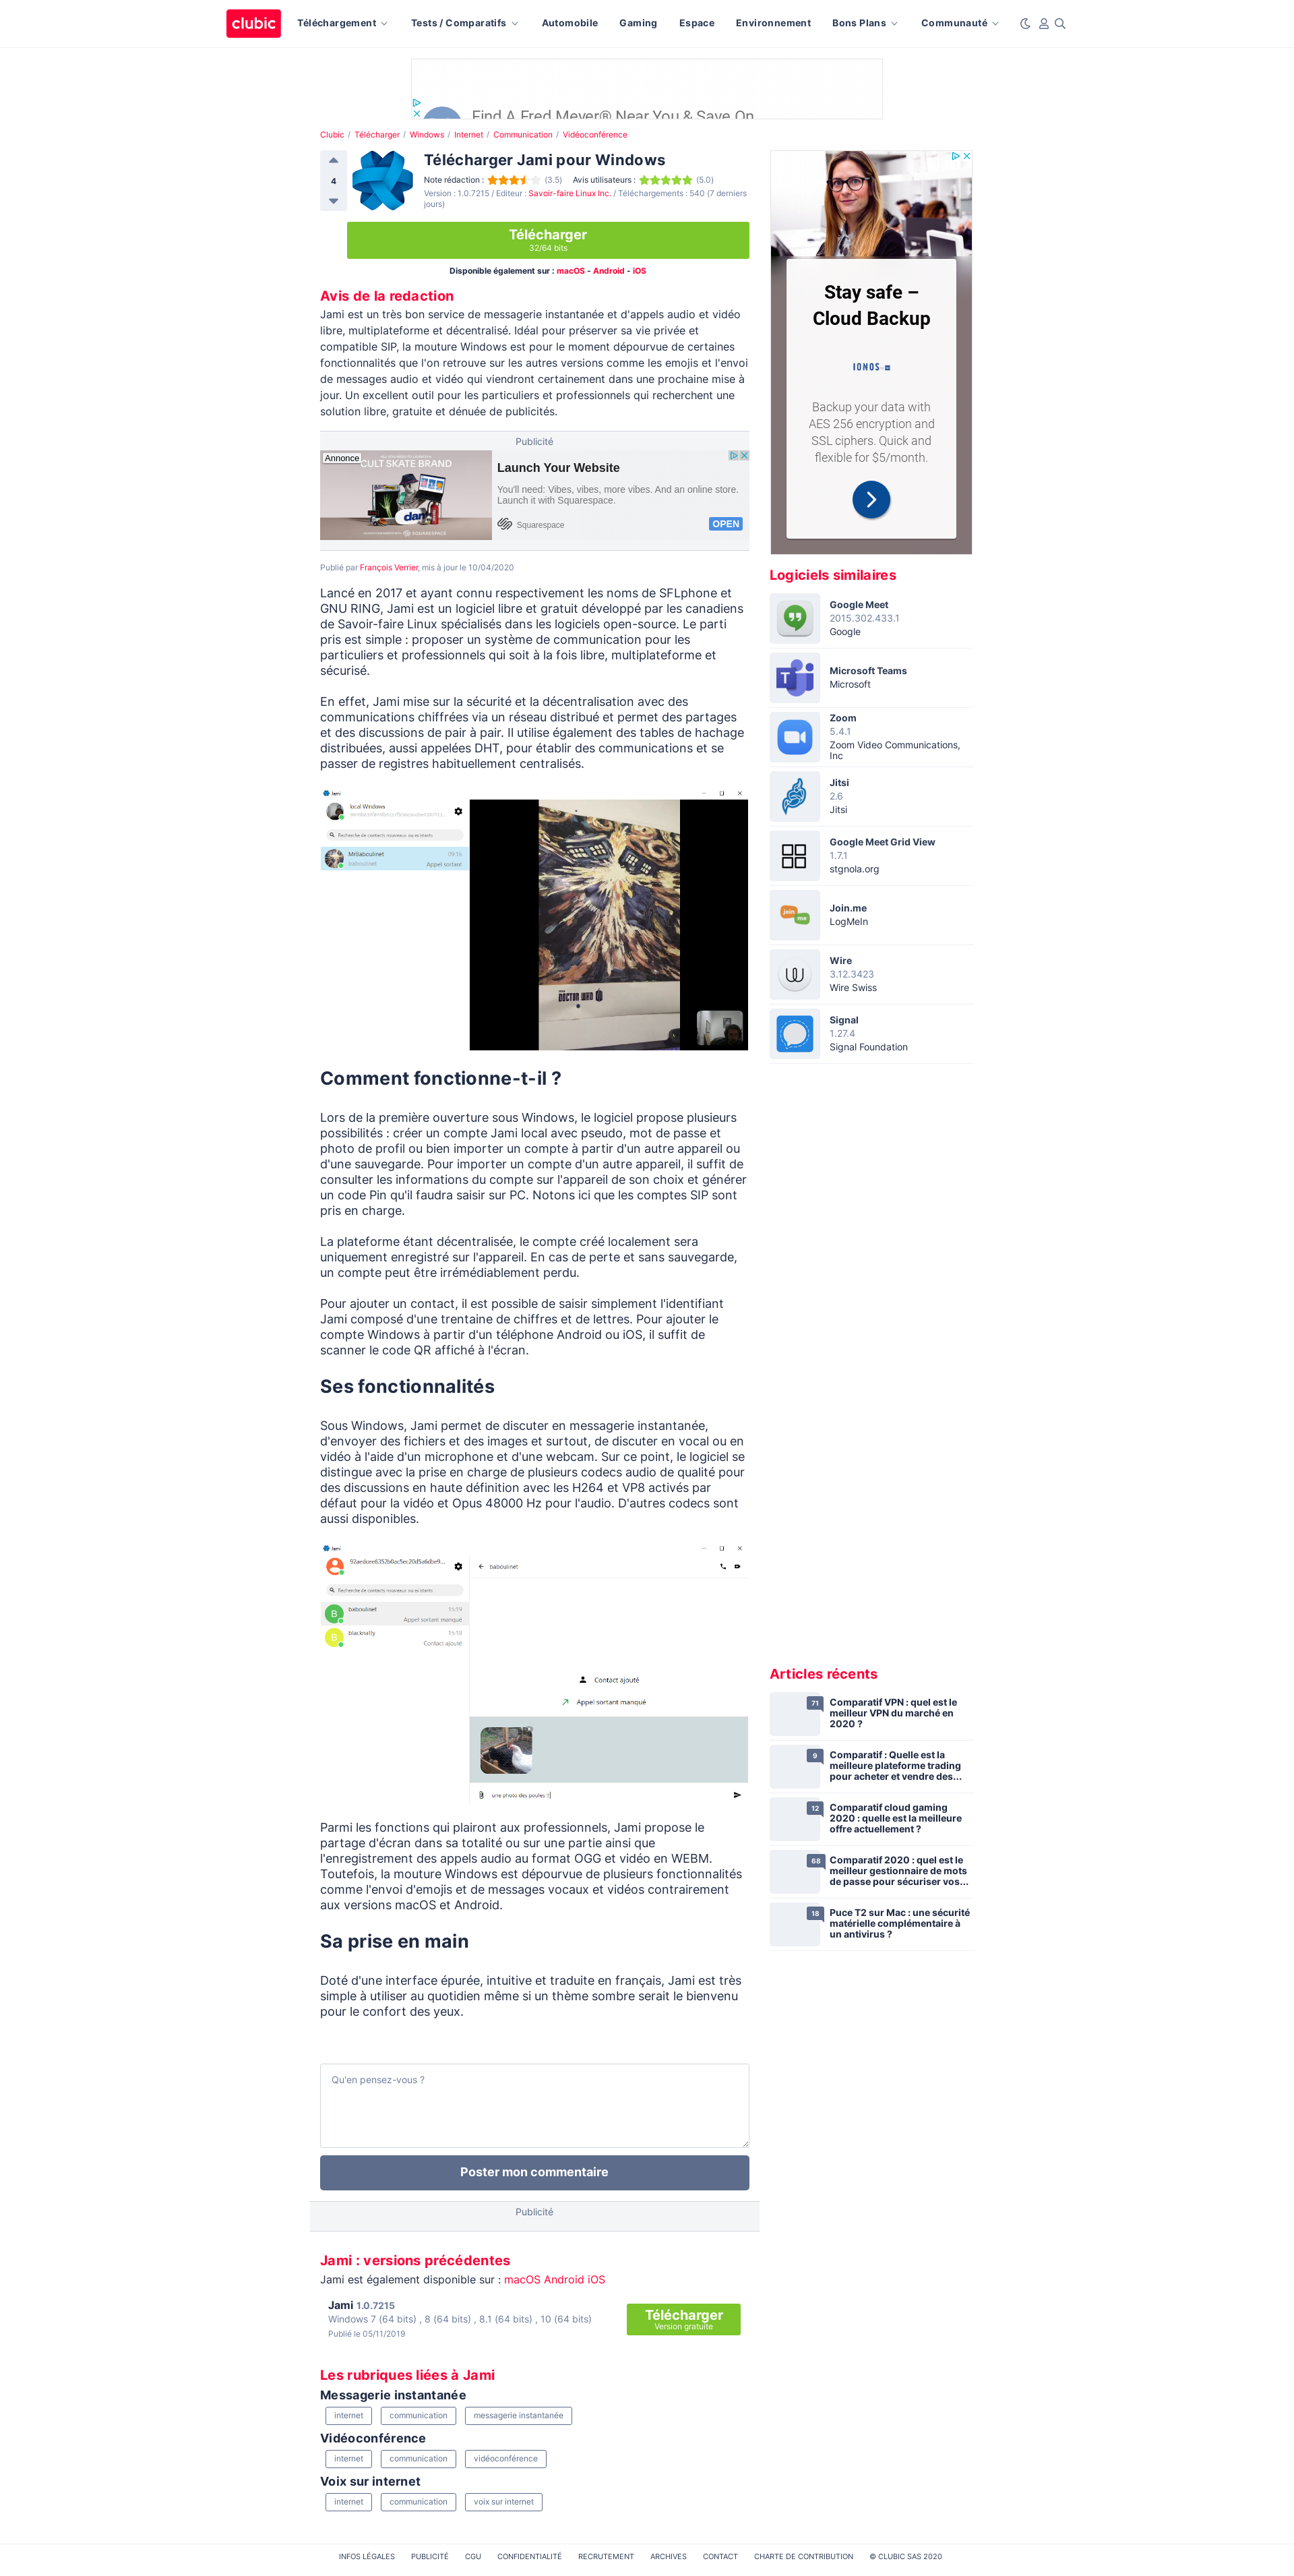 clubic
Téléchargement
Tests / Comparatifs
Automobile
Gaming
Espace
Environnement
Bons Plans
Communauté
Find A Fred Meyer® Near You & Save On
Clubic / Télécharger / Windows / Internet / Communication / Vidéoconférence
4
Télécharger Jami pour Windows
Note rédaction : (3.5) Avis utilisateurs : (5.0)
Version : 1.0.7215 / Editeur : Savoir-faire Linux Inc. / Téléchargements : 540 (7 derniers
jours)
Télécharger
32/64 bits
Disponible également sur : macOS - Android - iOS
Avis de la redaction
Jami est un très bon service de messagerie instantanée et d'appels audio et vidéo
libre, multiplateforme et décentralisé. Idéal pour préserver sa vie privée et
compatible SIP, la mouture Windows est pour le moment dépourvue de certaines
fonctionnalités que l'on retrouve sur les autres versions comme les emojis et l'envoi
de messages audio et vidéo qui viendront certainement dans une prochaine mise à
jour. Un excellent outil pour les particuliers et professionnels qui recherchent une
solution libre, gratuite et dénuée de publicités.
Publicité
Annonce
CULT SKATE BRAND
dan
SQUARESPACE
Launch Your Website
You'll need: Vibes, vibes, more vibes. And an online store.
Launch it with Squarespace.
Squarespace
OPEN
Publié par François Verrier, mis à jour le 10/04/2020
Lancé en 2017 et ayant connu respectivement les noms de SFLphone et
GNU RING, Jami est un logiciel libre et gratuit développé par les canadiens
de Savoir-faire Linux spécialisés dans les logiciels open-source. Le parti
pris est simple : proposer un système de communication pour les
particuliers et professionnels qui soit à la fois libre, multiplateforme et
sécurisé.
En effet, Jami mise sur la sécurité et la décentralisation avec des
communications chiffrées via un réseau distribué et permet des partages
et des discussions de pair à pair. Il utilise également des tables de hachage
distribuées, aussi appelées DHT, pour établir des communications et se
passer de registres habituellement centralisés.
Jami
local Windows
Recherche de contacts nouveaux ou existants
MrBaboulinet
09:16
baboulinet
Appel sortant
DOCTOR WHO
Comment fonctionne-t-il ?
Lors de la première ouverture sous Windows, le logiciel propose plusieurs
possibilités : créer un compte Jami local avec pseudo, mot de passe et
photo de profil ou bien importer un compte à partir d'un autre appareil ou
d'une sauvegarde. Pour importer un compte d'un autre appareil, il suffit de
consulter les informations du compte sur l'appareil de son choix et générer
un code Pin qu'il faudra saisir sur PC. Notons ici que les comptes SIP sont
pris en charge.
La plateforme étant décentralisée, le compte créé localement sera
uniquement enregistré sur l'appareil. En cas de perte et sans sauvegarde,
un compte peut être irrémédiablement perdu.
Pour ajouter un contact, il est possible de saisir simplement l'identifiant
Jami composé d'une trentaine de chiffres et de lettres. Pour ajouter le
compte Windows à partir d'un téléphone Android ou iOS, il suffit de
scanner le code QR affiché à l'écran.
Ses fonctionnalités
Sous Windows, Jami permet de discuter en messagerie instantanée,
d'envoyer des fichiers et des images et surtout, de discuter en vocal ou en
vidéo à l'aide d'un microphone et d'une webcam. Sur ce point, le logiciel se
distingue avec la prise en charge de plusieurs codecs audio de qualité pour
des discussions en haute définition avec les H264 et VP8 activés par
défaut pour la vidéo et Opus 48000 Hz pour l'audio. D'autres codecs sont
aussi disponibles.
Jami
92aedcee6352b0ac5ec20d5a6dbe9...
baboulinet
Recherche de contacts nouveaux ou existants
B
baboulinet
15:19
Appel sortant manqué
B
blacknally
15:18
Contact ajouté
Contact ajouté
Appel sortant manqué
une photo des poules !!
Parmi les fonctions qui plairont aux professionnels, Jami propose le
partage d'écran dans sa totalité ou sur une partie ainsi que
l'enregistrement des appels audio au format OGG et vidéo en WEBM.
Toutefois, la mouture Windows est dépourvue de plusieurs fonctionnalités
comme l'envoi d'emojis et de messages vocaux et vidéos contrairement
aux versions macOS et Android.
Sa prise en main
Doté d'une interface épurée, intuitive et traduite en français, Jami est très
simple à utiliser au quotidien même si un thème sombre serait le bienvenu
pour le confort des yeux.
Qu'en pensez-vous ?
Poster mon commentaire
Publicité
Jami : versions précédentes
Jami est également disponible sur : macOS Android iOS
Jami 1.0.7215
Windows 7 (64 bits) , 8 (64 bits) , 8.1 (64 bits) , 10 (64 bits)
Publié le 05/11/2019
Télécharger
Version gratuite
Les rubriques liées à Jami
Messagerie instantanée
internet
communication
messagerie instantanée
Vidéoconférence
internet
communication
vidéoconférence
Voix sur internet
internet
communication
voix sur internet
Stay safe –
Cloud Backup
IONOS
Backup your data with
AES 256 encryption and
SSL ciphers. Quick and
flexible for $5/month.
Logiciels similaires
Google Meet
2015.302.433.1
Google
Microsoft Teams
Microsoft
Zoom
5.4.1
Zoom Video Communications,
Inc
Jitsi
2.6
Jitsi
Google Meet Grid View
1.7.1
stgnola.org
Join.me
LogMeIn
Wire
3.12.3423
Wire Swiss
Signal
1.27.4
Signal Foundation
Articles récents
71
Comparatif VPN : quel est le
meilleur VPN du marché en
2020 ?
9
Comparatif : Quelle est la
meilleure plateforme trading
pour acheter et vendre des...
12
Comparatif cloud gaming
2020 : quelle est la meilleure
offre actuellement ?
68
Comparatif 2020 : quel est le
meilleur gestionnaire de mots
de passe pour sécuriser vos...
18
Puce T2 sur Mac : une sécurité
matérielle complémentaire à
un antivirus ?
INFOS LÉGALES
PUBLICITÉ
CGU
CONFIDENTIALITÉ
RECRUTEMENT
ARCHIVES
CONTACT
CHARTE DE CONTRIBUTION
© CLUBIC SAS 2020